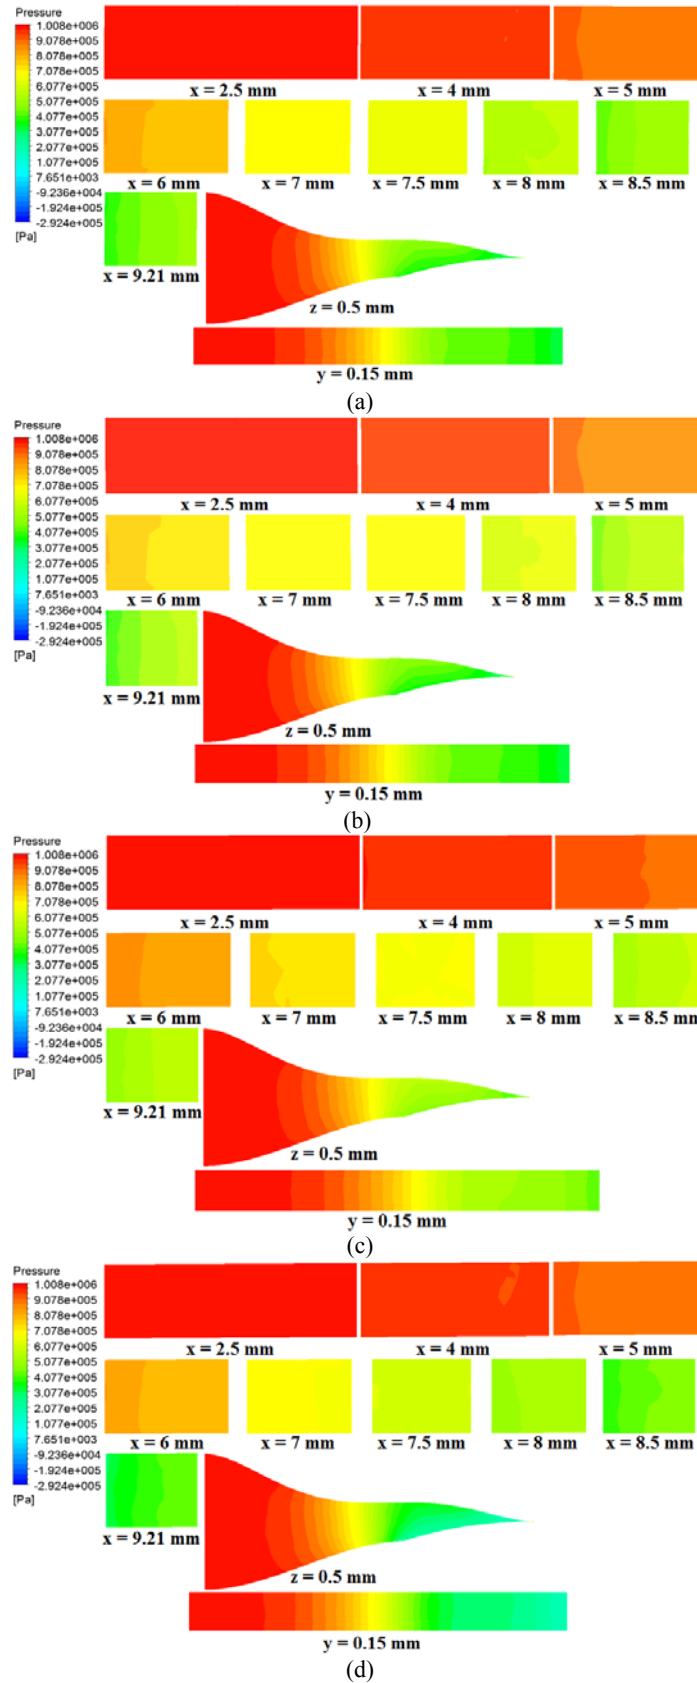 Pressure
1.008e+006
9.078e+005
8.078e+005
7.078e+005
6.077e+005
5.077e+005
4.077e+005
3.077e+005
2.077e+005
1.077e+005
7.651e+003
-9.236e+004
-1.924e+005
-2.924e+005
[Pa]
x = 2.5 mm x = 4 mm x = 5 mm
x = 6 mm x = 7 mm x = 7.5 mm x = 8 mm x = 8.5 mm
x = 9.21 mm
z = 0.5 mm
y = 0.15 mm
(a)
Pressure
1.008e+006
9.078e+005
8.078e+005
7.078e+005
6.077e+005
5.077e+005
4.077e+005
3.077e+005
2.077e+005
1.077e+005
7.651e+003
-9.236e+004
-1.924e+005
-2.924e+005
[Pa]
x = 2.5 mm x = 4 mm x = 5 mm
x = 6 mm x = 7 mm x = 7.5 mm x = 8 mm x = 8.5 mm
x = 9.21 mm
z = 0.5 mm
y = 0.15 mm
(b)
Pressure
1.008e+006
9.078e+005
8.078e+005
7.078e+005
6.077e+005
5.077e+005
4.077e+005
3.077e+005
2.077e+005
1.077e+005
7.651e+003
-9.236e+004
-1.924e+005
-2.924e+005
[Pa]
x = 2.5 mm x = 4 mm x = 5 mm
x = 6 mm x = 7 mm x = 7.5 mm x = 8 mm x = 8.5 mm
x = 9.21 mm
z = 0.5 mm
y = 0.15 mm
(c)
Pressure
1.008e+006
9.078e+005
8.078e+005
7.078e+005
6.077e+005
5.077e+005
4.077e+005
3.077e+005
2.077e+005
1.077e+005
7.651e+003
-9.236e+004
-1.924e+005
-2.924e+005
[Pa]
x = 2.5 mm x = 4 mm x = 5 mm
x = 6 mm x = 7 mm x = 7.5 mm x = 8 mm x = 8.5 mm
x = 9.21 mm
z = 0.5 mm
y = 0.15 mm
(d)